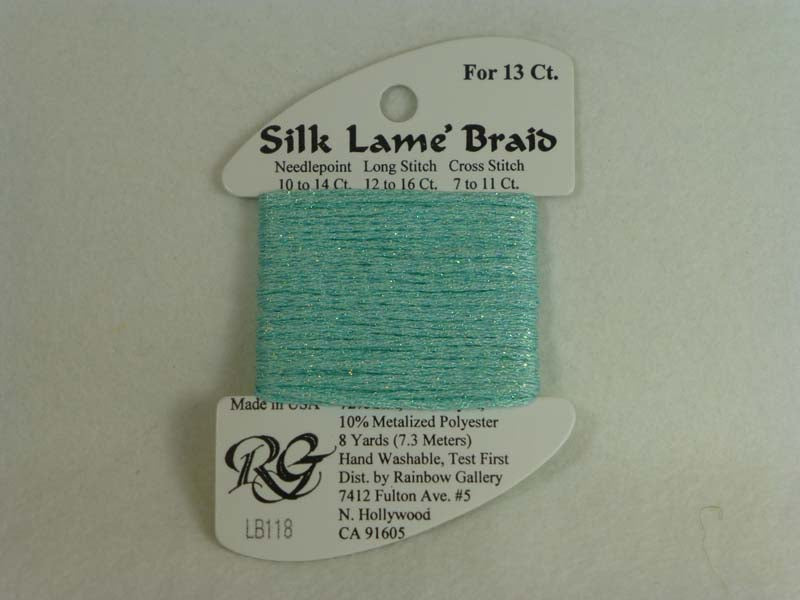 For 13 Ct.
Silk Lamé Braid
Needlepoint Long Stitch Cross Stitch
10 to 14 Ct. 12 to 16 Ct. 7 to 11 Ct.
Made in USA
10% Metalized Polyester
8 Yards (7.3 Meters)
Hand Washable, Test First
Dist. by Rainbow Gallery
7412 Fulton Ave. #5
N. Hollywood
CA 91605
RG
LB118